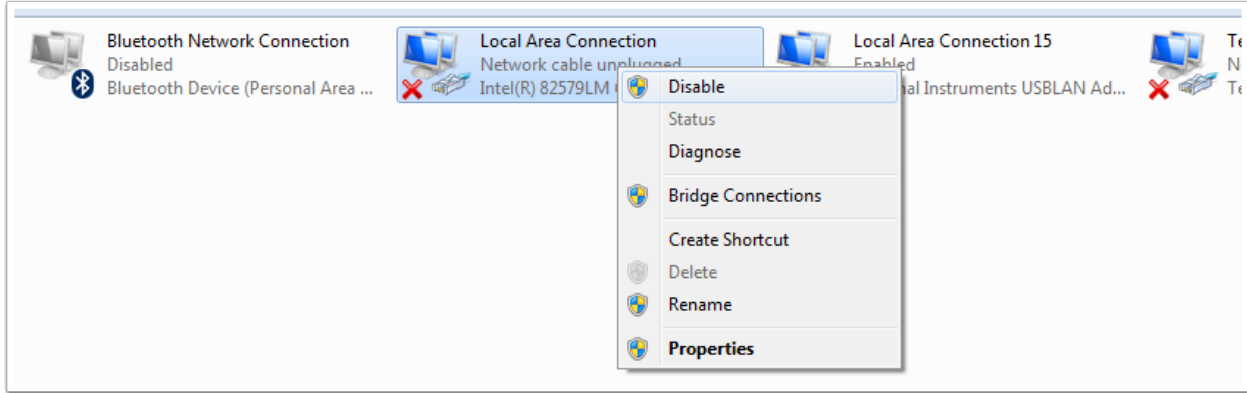 Bluetooth Network Connection
Disabled
Bluetooth Device (Personal Area ...
Local Area Connection
Network cable unplugged
Intel(R) 82579LM
Local Area Connection 15
Enabled
USBLAN Ad...
Instruments
Disable
Status
Diagnose
Bridge Connections
Create Shortcut
Delete
Rename
Properties